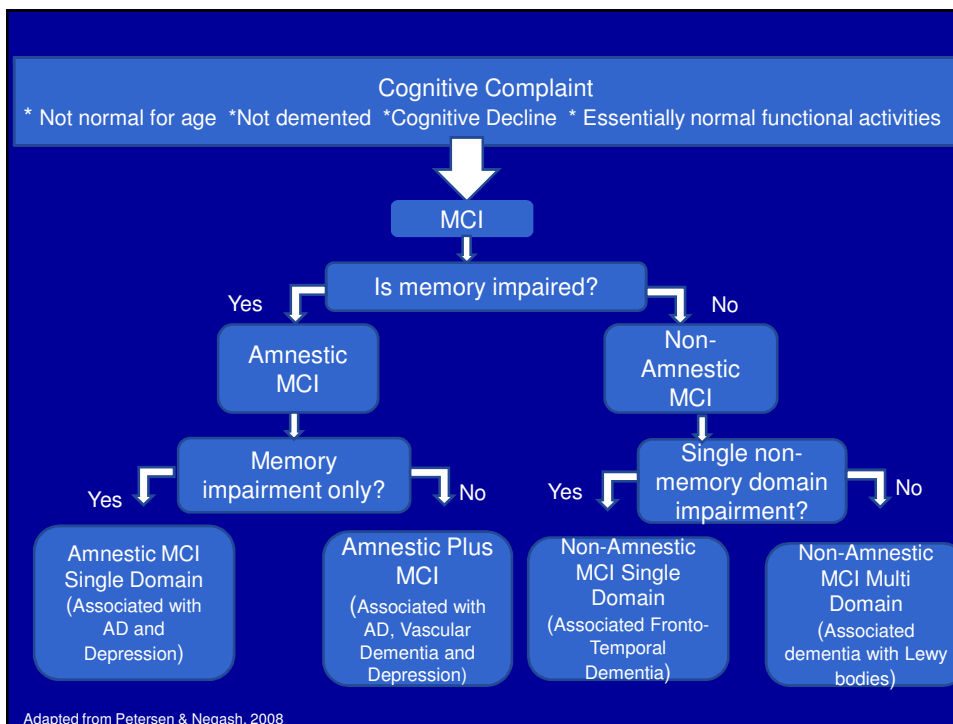 Cognitive Complaint
* Not normal for age *Not demented *Cognitive Decline * Essentially normal functional activities
MCI
Is memory impaired?
Yes
No
Amnestic
MCI
Non-
Amnestic
MCI
Memory
impairment only?
Single non-
memory domain
impairment?
Yes
No
Yes
No
Amnestic MCI
Single Domain
(Associated with
AD and
Depression)
Amnestic Plus
MCI
(Associated with
AD, Vascular
Dementia and
Depression)
Non-Amnestic
MCI Single
Domain
(Associated Fronto-
Temporal
Dementia)
Non-Amnestic
MCI Multi
Domain
(Associated
dementia with Lewy
bodies)
Adapted from Petersen & Negash, 2008